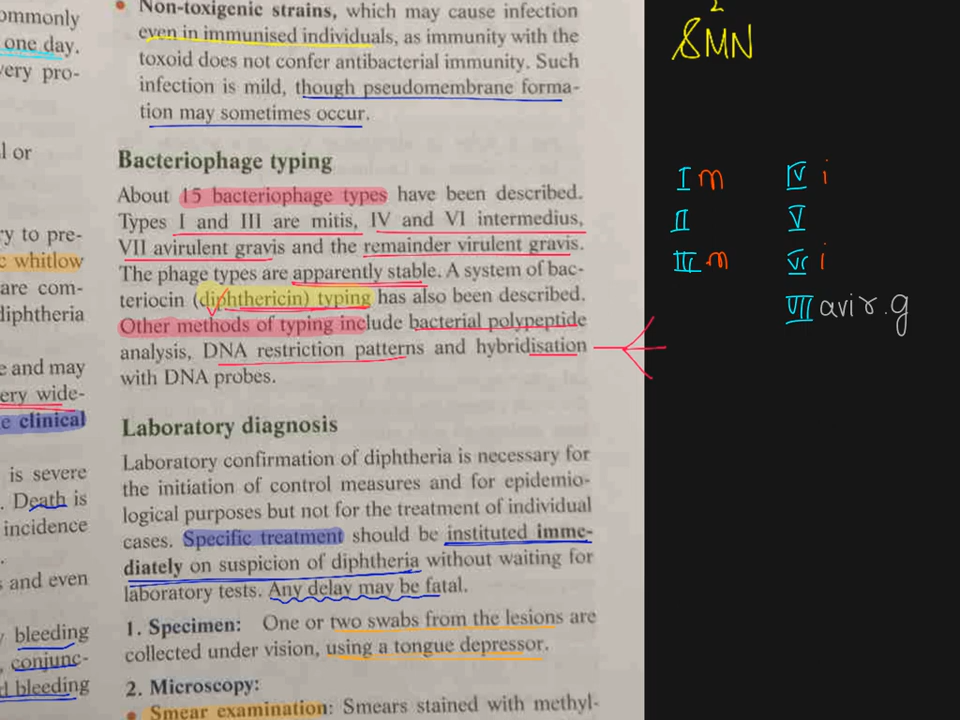 ommonly
one day.
very pro-
l or
ry to pre-
c whitlow
are com-
diphtheria
e and may
ery wide-
e clinical
is severe
. Death is
incidence
s and even
y bleeding
, conjunc-
d bleeding
• Non-toxigenic strains, which may cause infection
even in immunised individuals, as immunity with the
toxoid does not confer antibacterial immunity. Such
infection is mild, though pseudomembrane forma-
tion may sometimes occur.
Bacteriophage typing
About 15 bacteriophage types have been described.
Types I and III are mitis, IV and VI intermedius,
VII avirulent gravis and the remainder virulent gravis.
The phage types are apparently stable. A system of bac-
teriocin (diphthericin) typing has also been described.
Other methods of typing include bacterial polypeptide
analysis, DNA restriction patterns and hybridisation
with DNA probes.
Laboratory diagnosis
Laboratory confirmation of diphtheria is necessary for
the initiation of control measures and for epidemio-
logical purposes but not for the treatment of individual
cases. Specific treatment should be instituted imme-
diately on suspicion of diphtheria without waiting for
laboratory tests. Any delay may be fatal.
1. Specimen: One or two swabs from the lesions are
collected under vision, using a tongue depressor.
2. Microscopy:
• Smear examination: Smears stained with methyl-
2
8MN
I m IV i
II V
III m VI i
VII avir.g